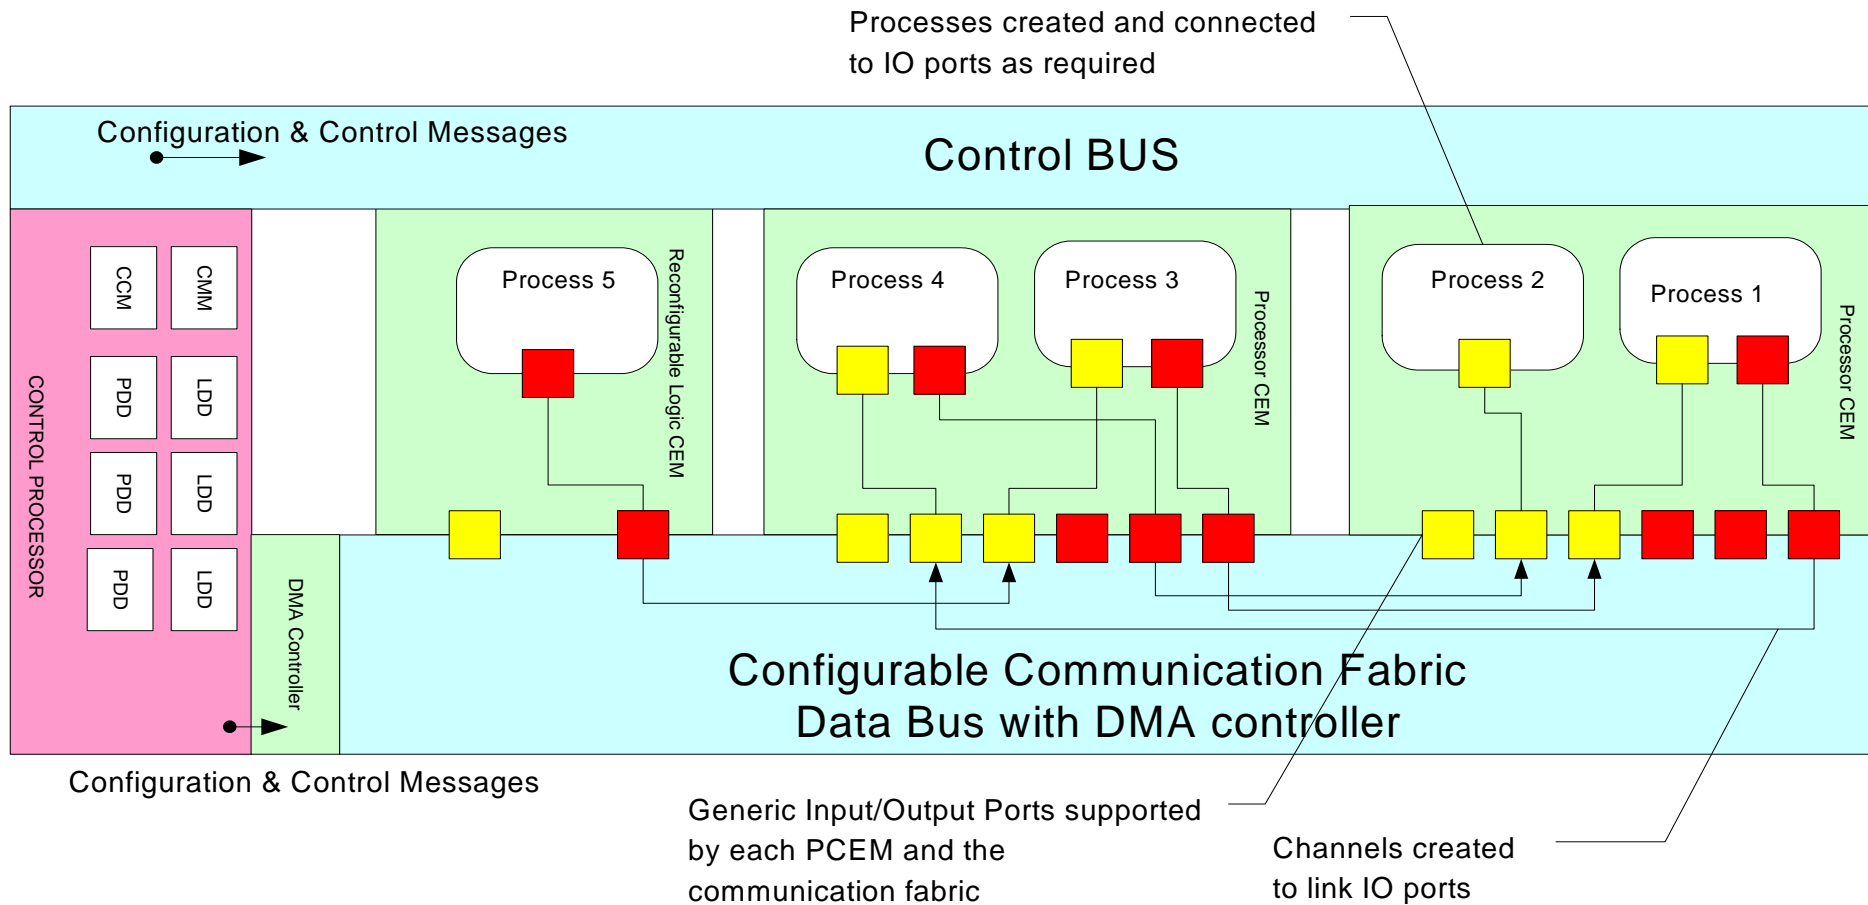 Processes created and connected
to IO ports as required
Configuration & Control Messages
Control BUS
CCM
CMM
PDD
LDD
PDD
LDD
PDD
LDD
CONTROL PROCESSOR
DMA Controller
Process 5
Reconfigurable Logic CEM
Process 4
Process 3
Processor CEM
Process 2
Process 1
Processor CEM
Configurable Communication Fabric
Data Bus with DMA controller
Configuration & Control Messages
Generic Input/Output Ports supported
by each PCEM and the
communication fabric
Channels created
to link IO ports